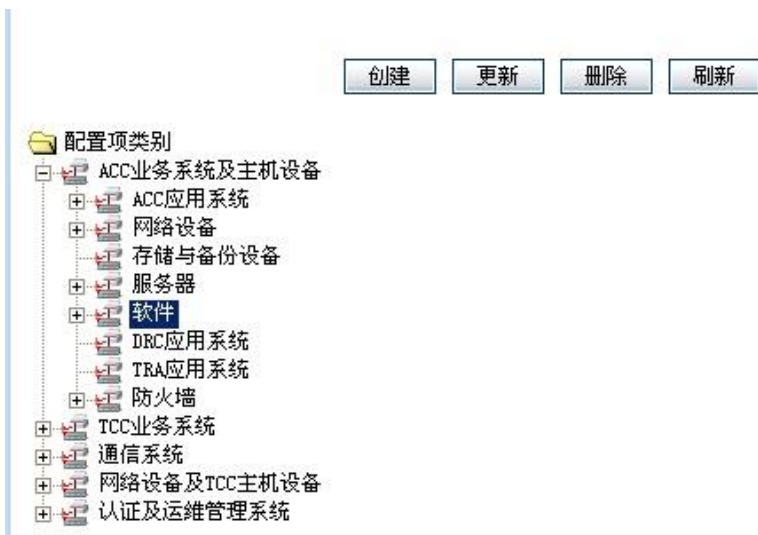 创建 更新 删除 刷新
配置项类别
ACC业务系统及主机设备
ACC应用系统
网络设备
存储与备份设备
服务器
软件
DRC应用系统
TRA应用系统
防火墙
TCC业务系统
通信系统
网络设备及TCC主机设备
认证及运维管理系统